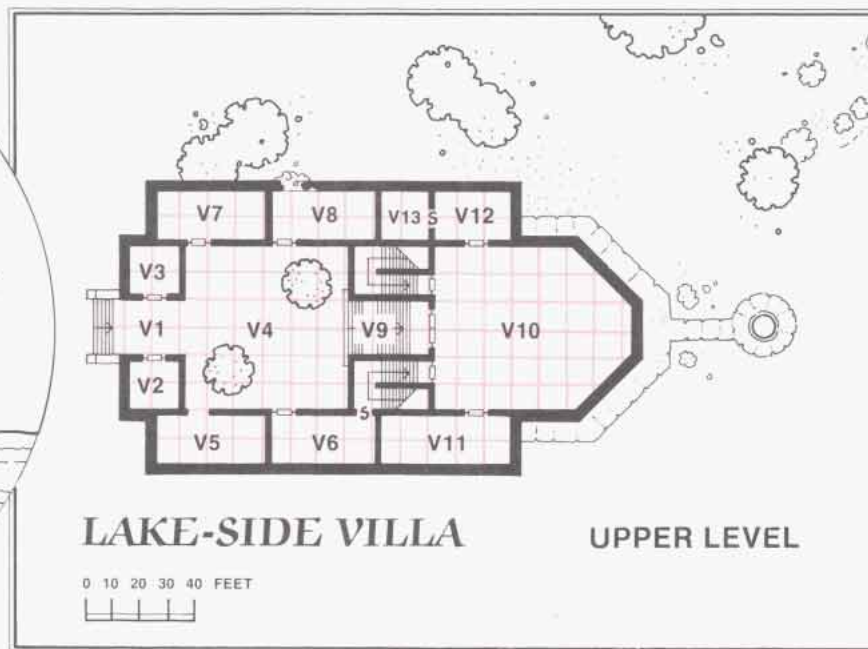 V7 V8 V13 S V12
V3
V1 V4 V9 V10
V2
V5 V6 S V11
LAKE-SIDE VILLA UPPER LEVEL
0 10 20 30 40 FEET